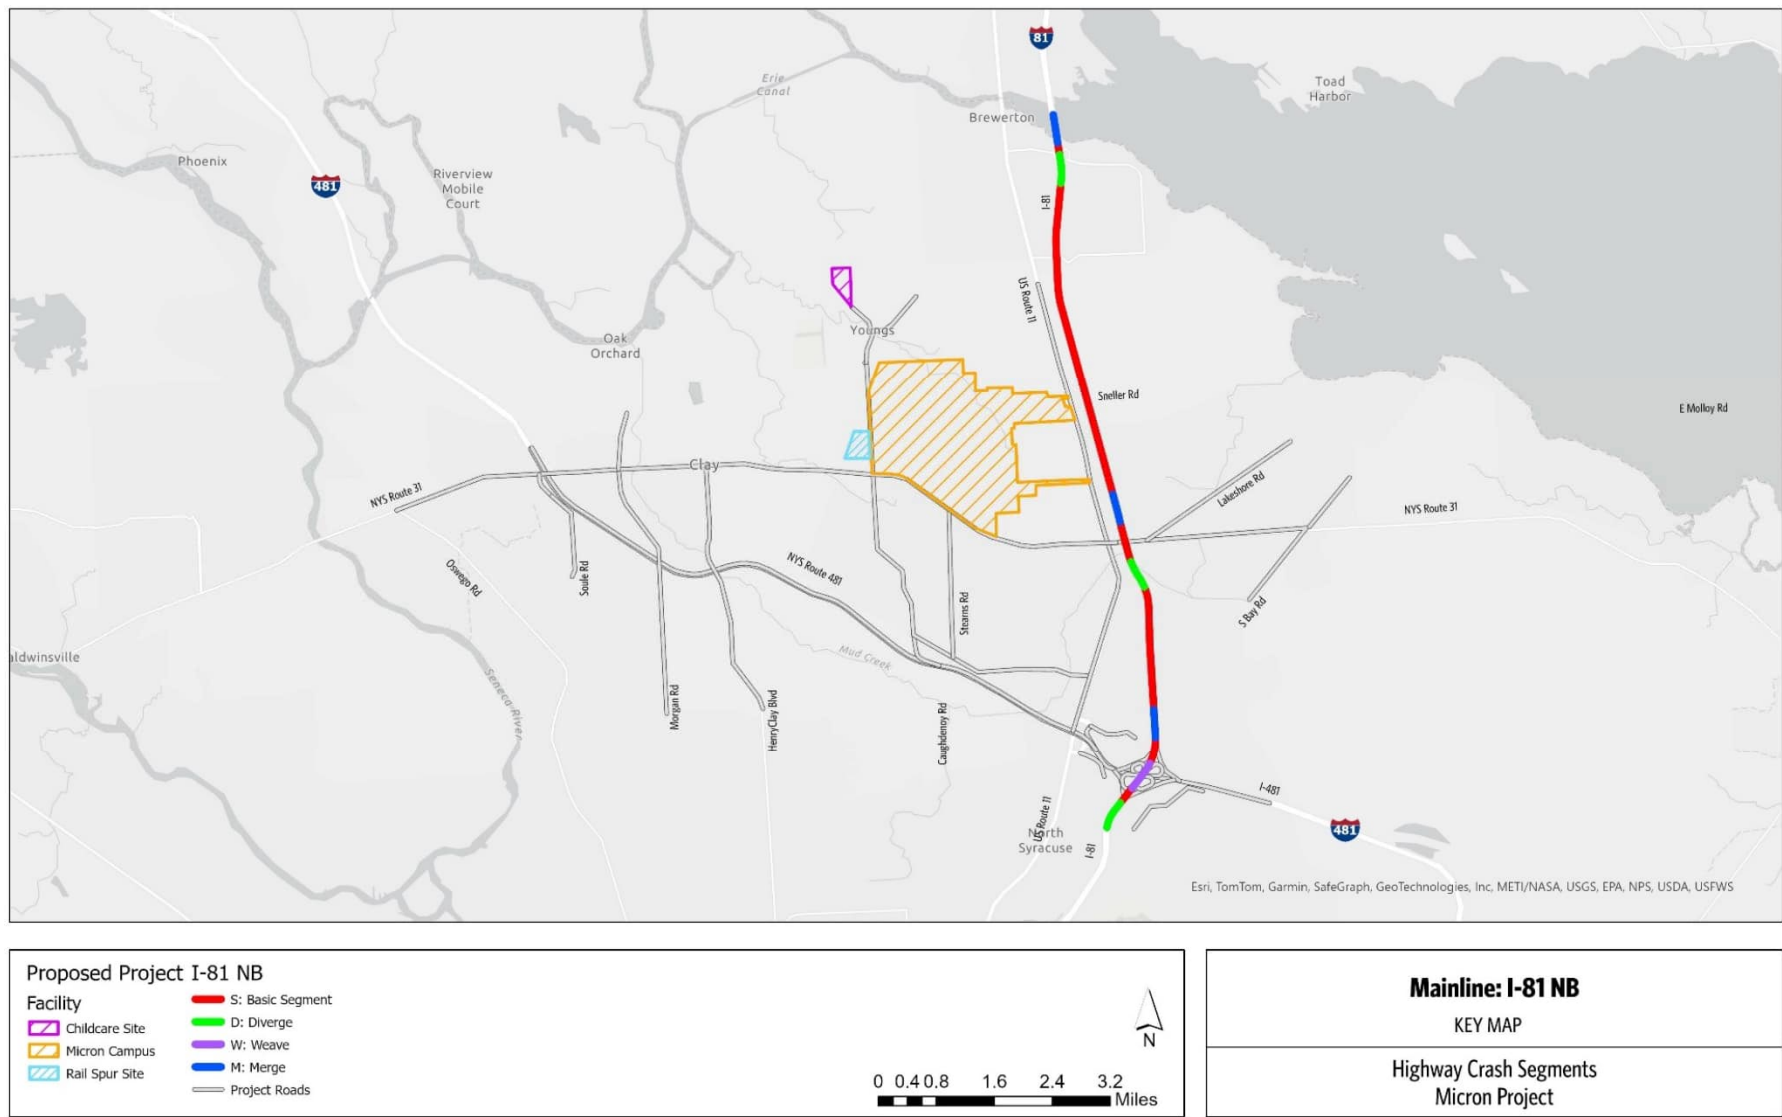 81
Toad
Harbor
Erie
Canal
Brewerton
Phoenix
Riverview
Mobile
Court
481
I-81
US Route 11
Youngs
Oak
Orchard
Sneller Rd
E Molloy Rd
Clay
NYS Route 31
Lakeshore Rd
NYS Route 31
NYS Route 481
Oswego Rd
Soule Rd
Stearns Rd
S Bay Rd
Mud Creek
aldwinsville
Seneca River
Morgan Rd
HenryClay Blvd
Caughdenoy Rd
I-481
481
US Route 11
North
Syracuse
I-81
Esri, TomTom, Garmin, SafeGraph, GeoTechnologies, Inc, METI/NASA, USGS, EPA, NPS, USDA, USFWS
Proposed Project I-81 NB
Facility
Childcare Site
Micron Campus
Rail Spur Site
S: Basic Segment
D: Diverge
W: Weave
M: Merge
Project Roads
N
0 0.4 0.8 1.6 2.4 3.2
Miles
Mainline: I-81 NB
KEY MAP
Highway Crash Segments
Micron Project